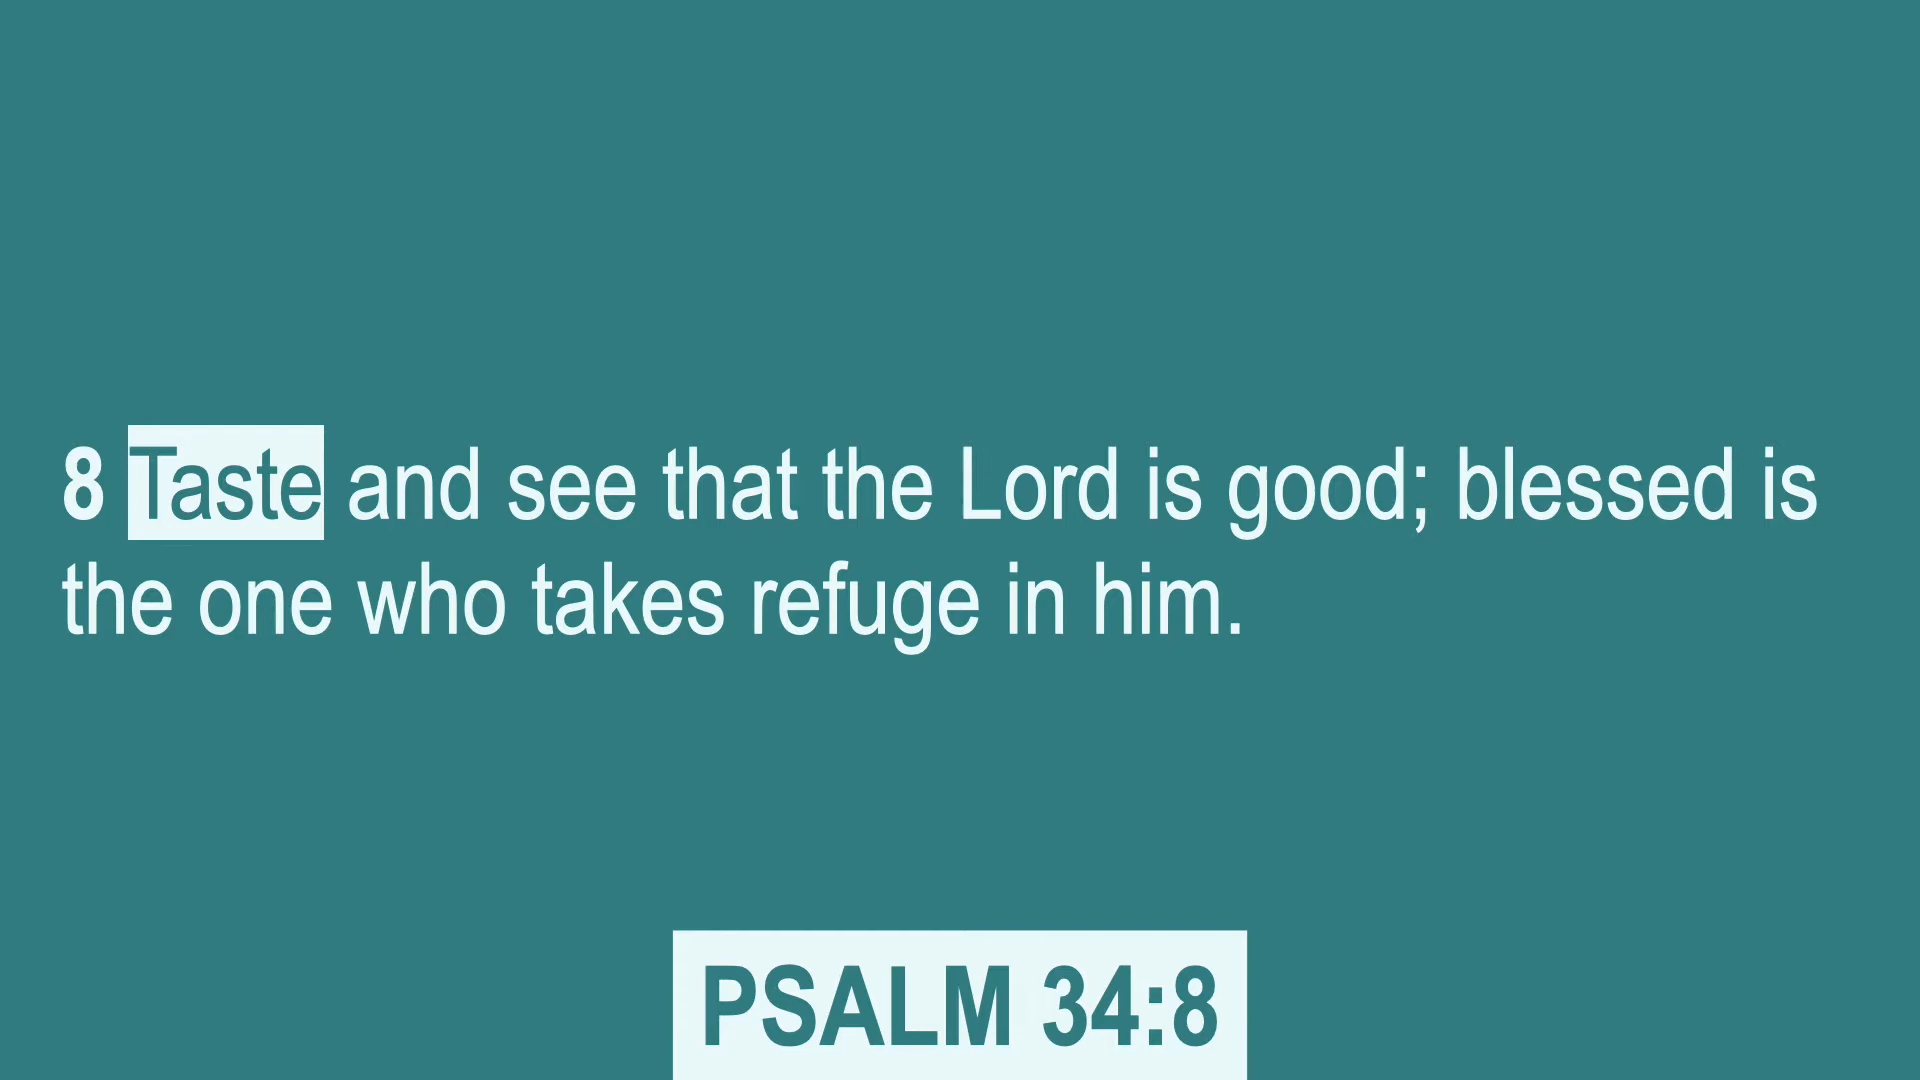 8 Taste and see that the Lord is good; blessed is
the one who takes refuge in him.
PSALM 34:8